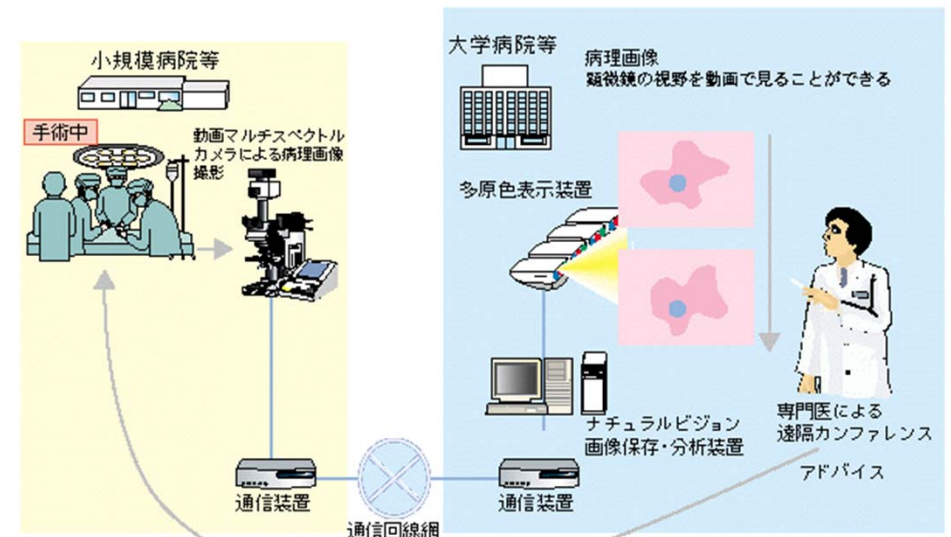 小規模病院等
手術中
動画マルチスペクトル
カメラによる病理画像
撮影
通信装置
通信回線網
大学病院等
病理画像
顕微鏡の視野を動画で見ることができる
多原色表示装置
ナチュラルビジョン
画像保存・分析装置
通信装置
専門医による
遠隔カンファレンス
アドバイス